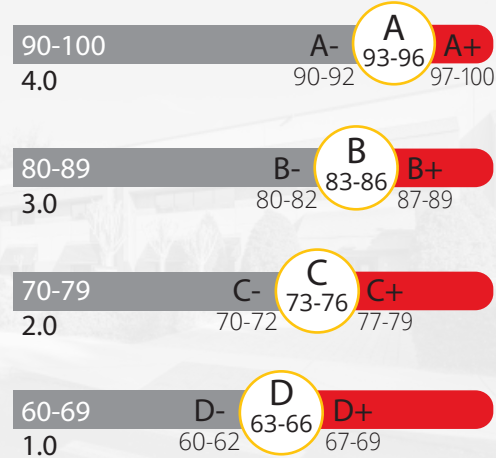 90-100 A- A A+
4.0 90-92 93-96 97-100
80-89 B- B B+
3.0 80-82 83-86 87-89
70-79 C- C C+
2.0 70-72 73-76 77-79
60-69 D- D D+
1.0 60-62 63-66 67-69